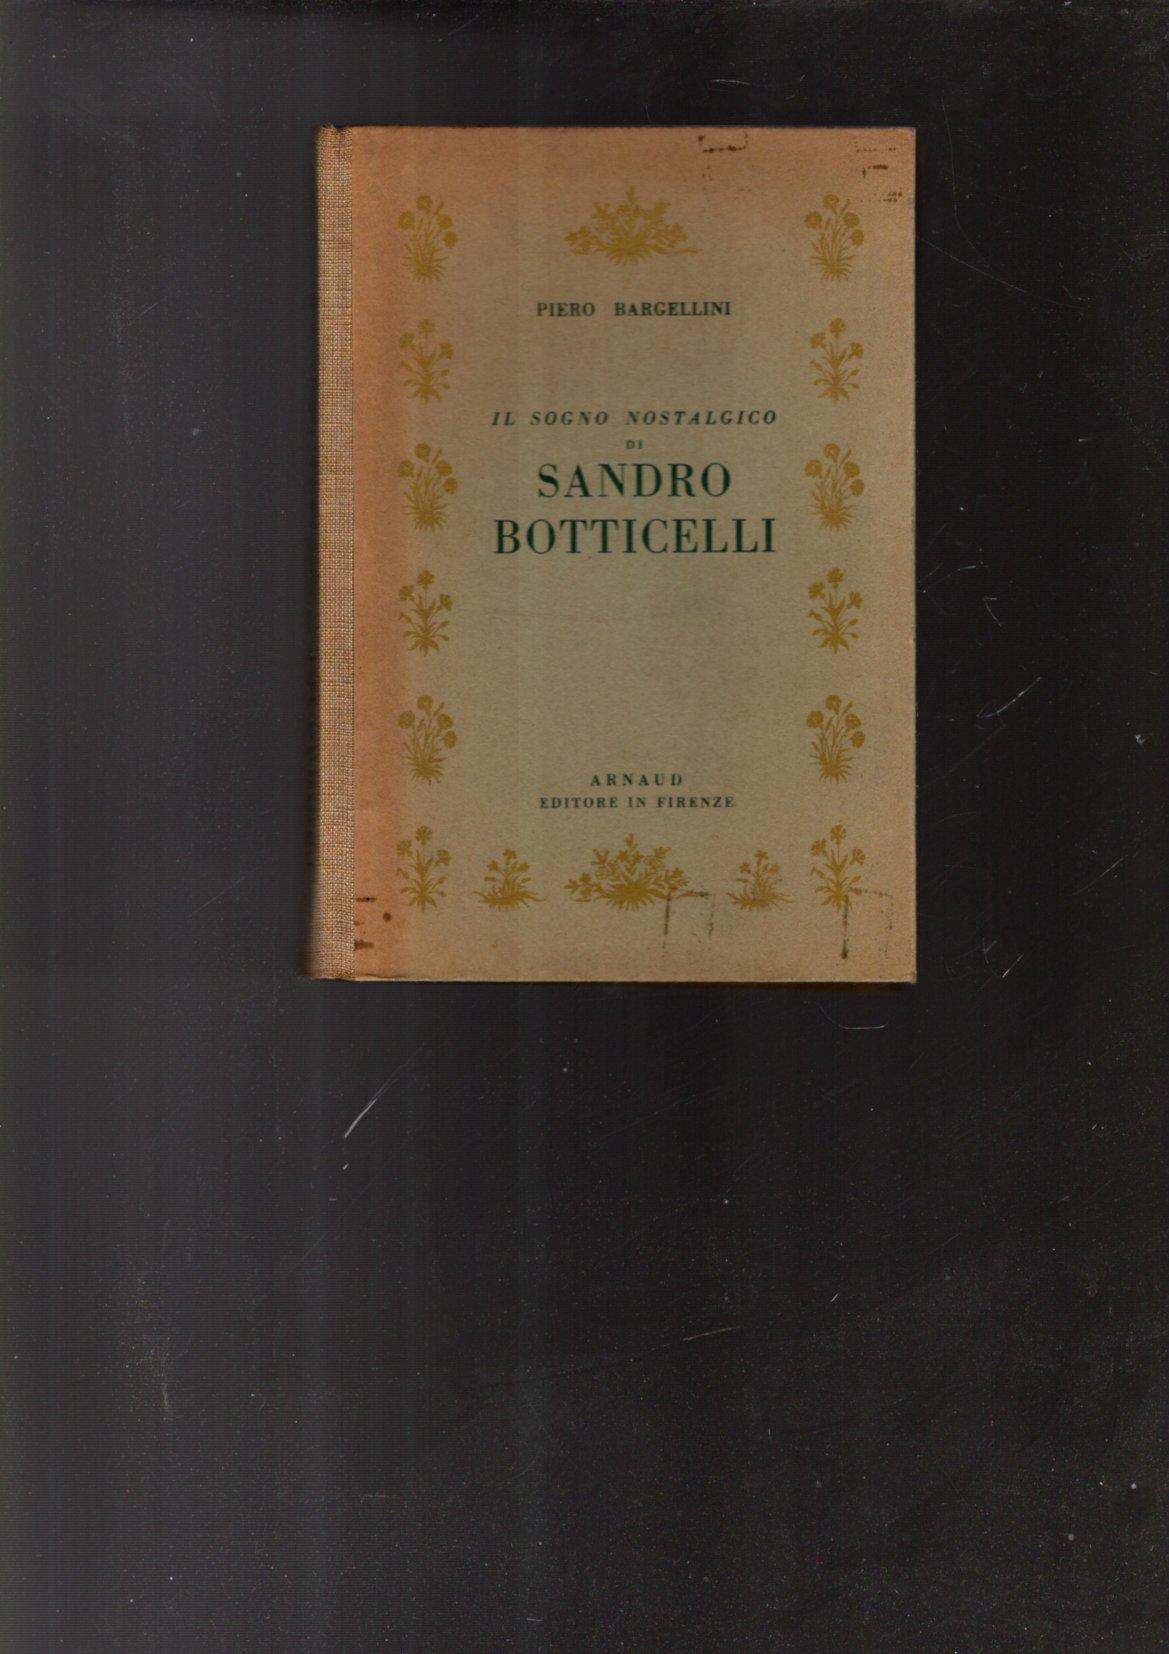 PIERO BARGELLINI
IL SOGNO NOSTALGICO
DI
SANDRO
BOTTICELLI
ARNAUD
EDITORE IN FIRENZE